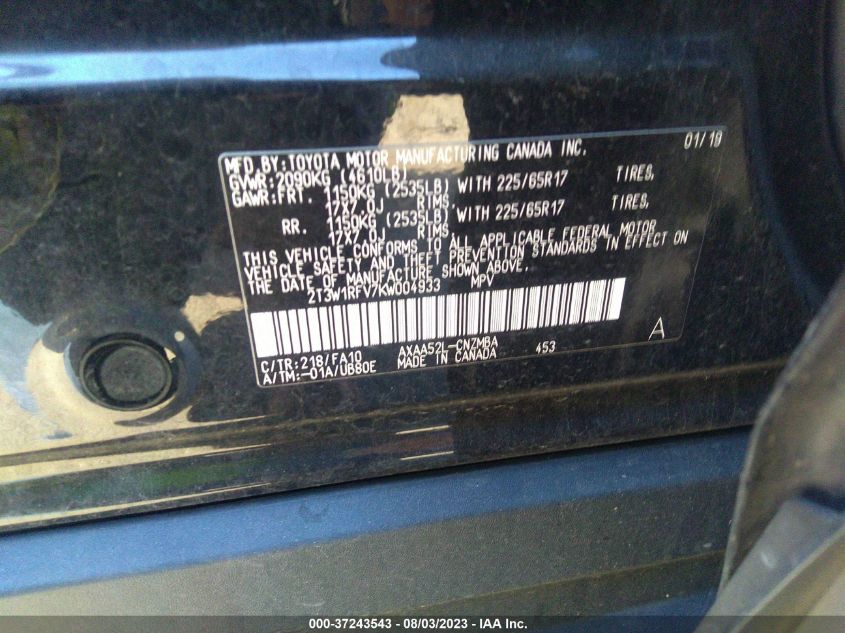 MFD BY:TOYOTA MOTOR MANUFACTURING CANADA INC. 01/19
GVWR:2090KG (4610LB)
GAWR:FRT. 1150KG (2535LB) WITH 225/65R17 TIRES,
17X7.0J RIMS.
RR. 1150KG (2535LB) WITH 225/65R17 TIRES,
17X7.0J RIMS.
THIS VEHICLE CONFORMS TO ALL APPLICABLE FEDERAL MOTOR
VEHICLE SAFETY AND THEFT PREVENTION STANDARDS IN EFFECT ON
THE DATE OF MANUFACTURE SHOWN ABOVE.
2T3W1RFV7KW004933 MPV
A
C/TR:218/FA10 AXAA52L-CNZMBA 453
A/TM:-01A/UB80E MADE IN CANADA
000-37243543 - 08/03/2023 - IAA Inc.